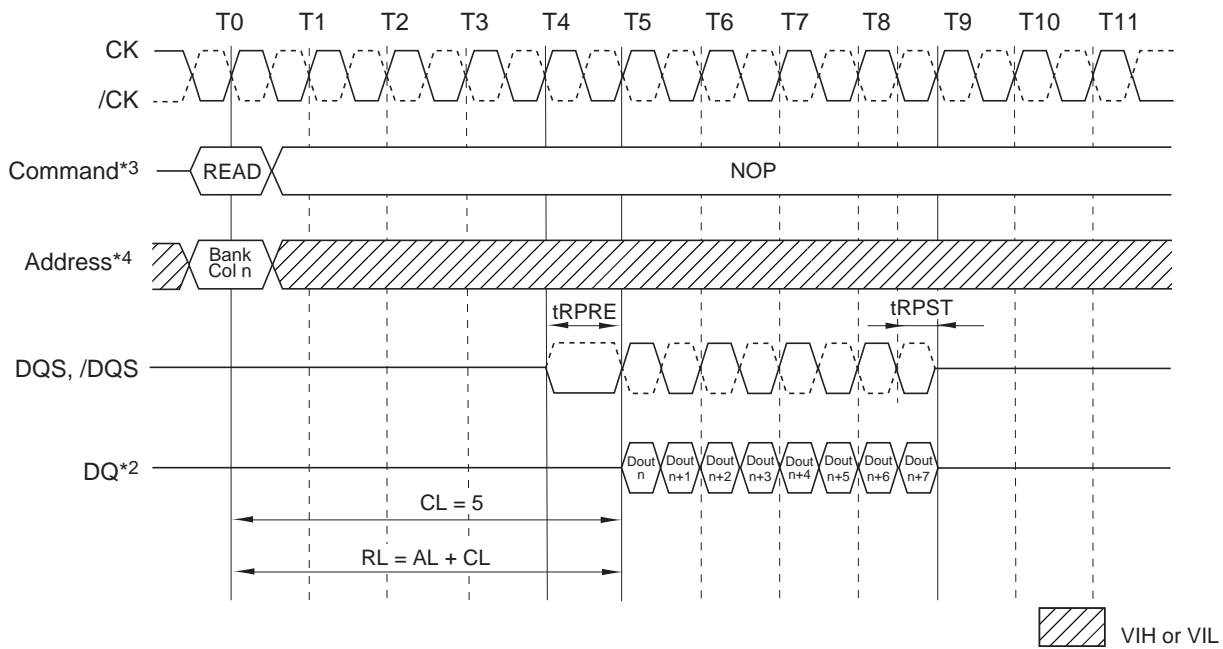 T0 T1 T2 T3 T4 T5 T6 T7 T8 T9 T10 T11
CK
/CK
Command*3 READ NOP
Address*4 Bank
Col n
tRPRE tRPST
DQS, /DQS
DQ*2 Dout Dout Dout Dout Dout Dout Dout Dout
n n+1 n+2 n+3 n+4 n+5 n+6 n+7
CL = 5
RL = AL + CL
VIH or VIL